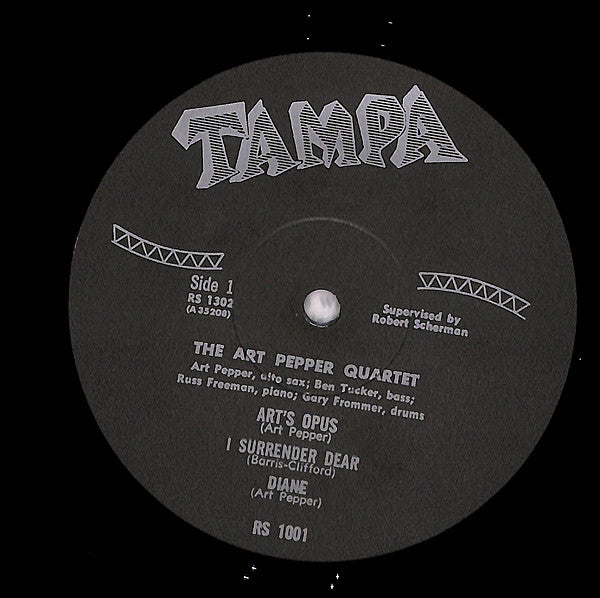 TAMPA
Side 1
RS 1302
(A 35208)
Supervised by
Robert Scherman
THE ART PEPPER QUARTET
Art Pepper, alto sax; Ben Tucker, bass;
Russ Freeman, piano; Gary Frommer, drums
ART'S OPUS
(Art Pepper)
I SURRENDER DEAR
(Barris-Clifford)
DIANE
(Art Pepper)
RS 1001